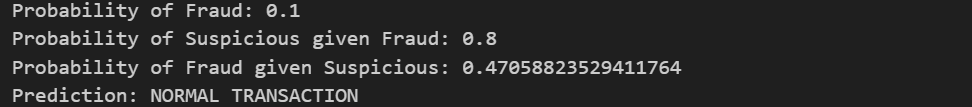 Probability of Fraud: 0.1
Probability of Suspicious given Fraud: 0.8
Probability of Fraud given Suspicious: 0.47058823529411764
Prediction: NORMAL TRANSACTION